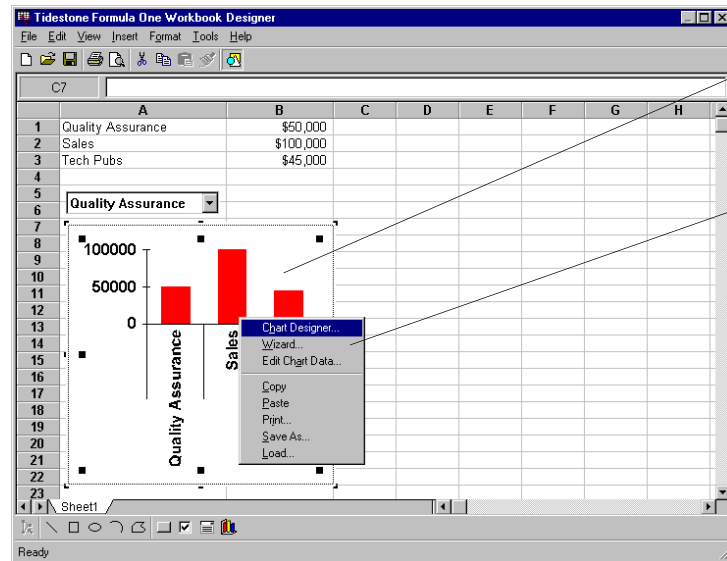 Tidestone Formula One Workbook Designer
File Edit View Insert Format Tools Help
C7
A B C D E F G H
1 Quality Assurance $50,000
2 Sales $100,000
3 Tech Pubs $45,000
4
5
6
Quality Assurance
7
8
9
10
11
12
13
14
15
16
17
18
19
20
21
22
23
100000
50000
0
Quality Assurance
Sales
Chart Designer...
Wizard...
Edit Chart Data...
Copy
Paste
Print...
Save As...
Load...
Sheet1
Ready